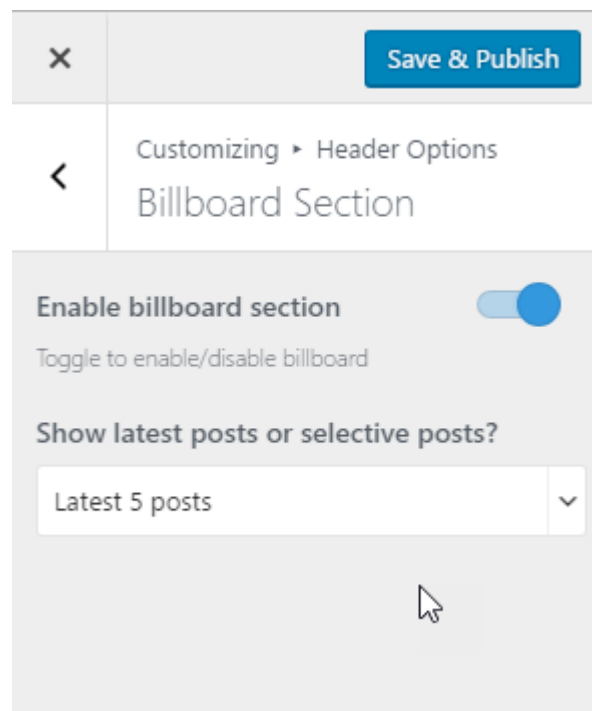 Save & Publish
Customizing ▸ Header Options
Billboard Section
Enable billboard section
Toggle to enable/disable billboard
Show latest posts or selective posts?
Latest 5 posts